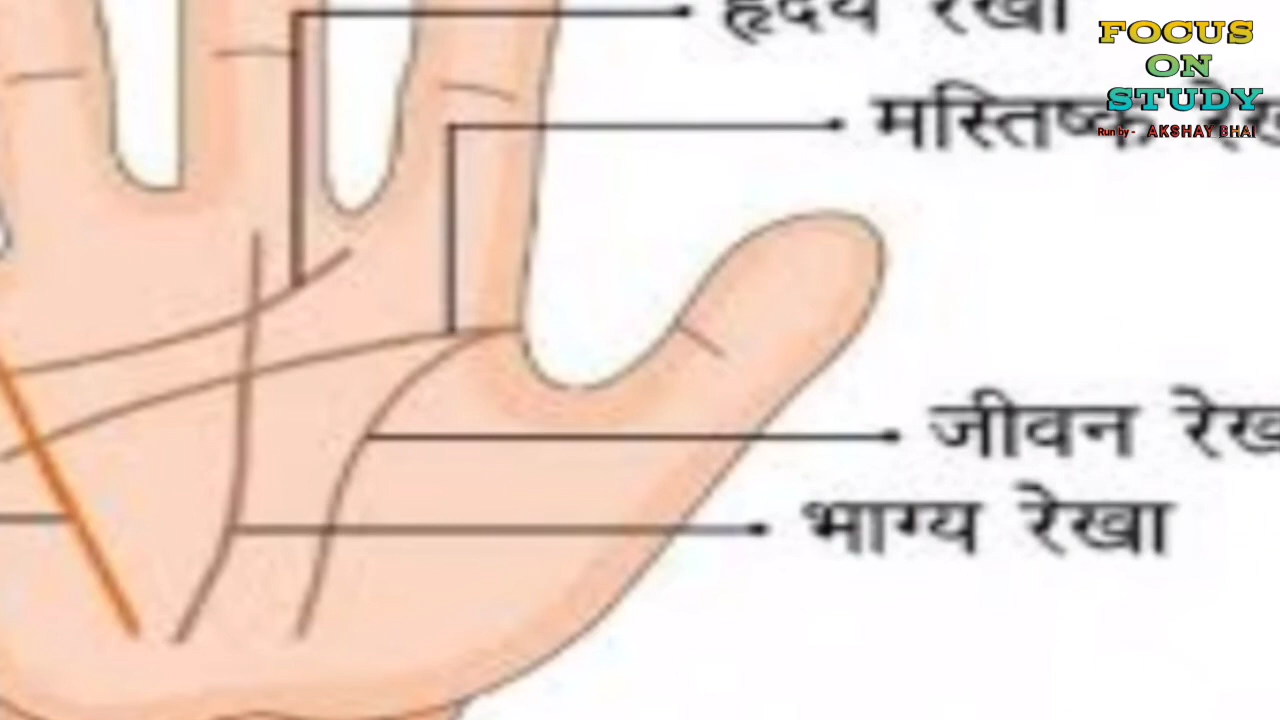 हृदय रेखा
FOCUS
ON
STUDY
Run by - AKSHAY BHAI
मस्तिष्क
जीवन
भाग्य रेखा